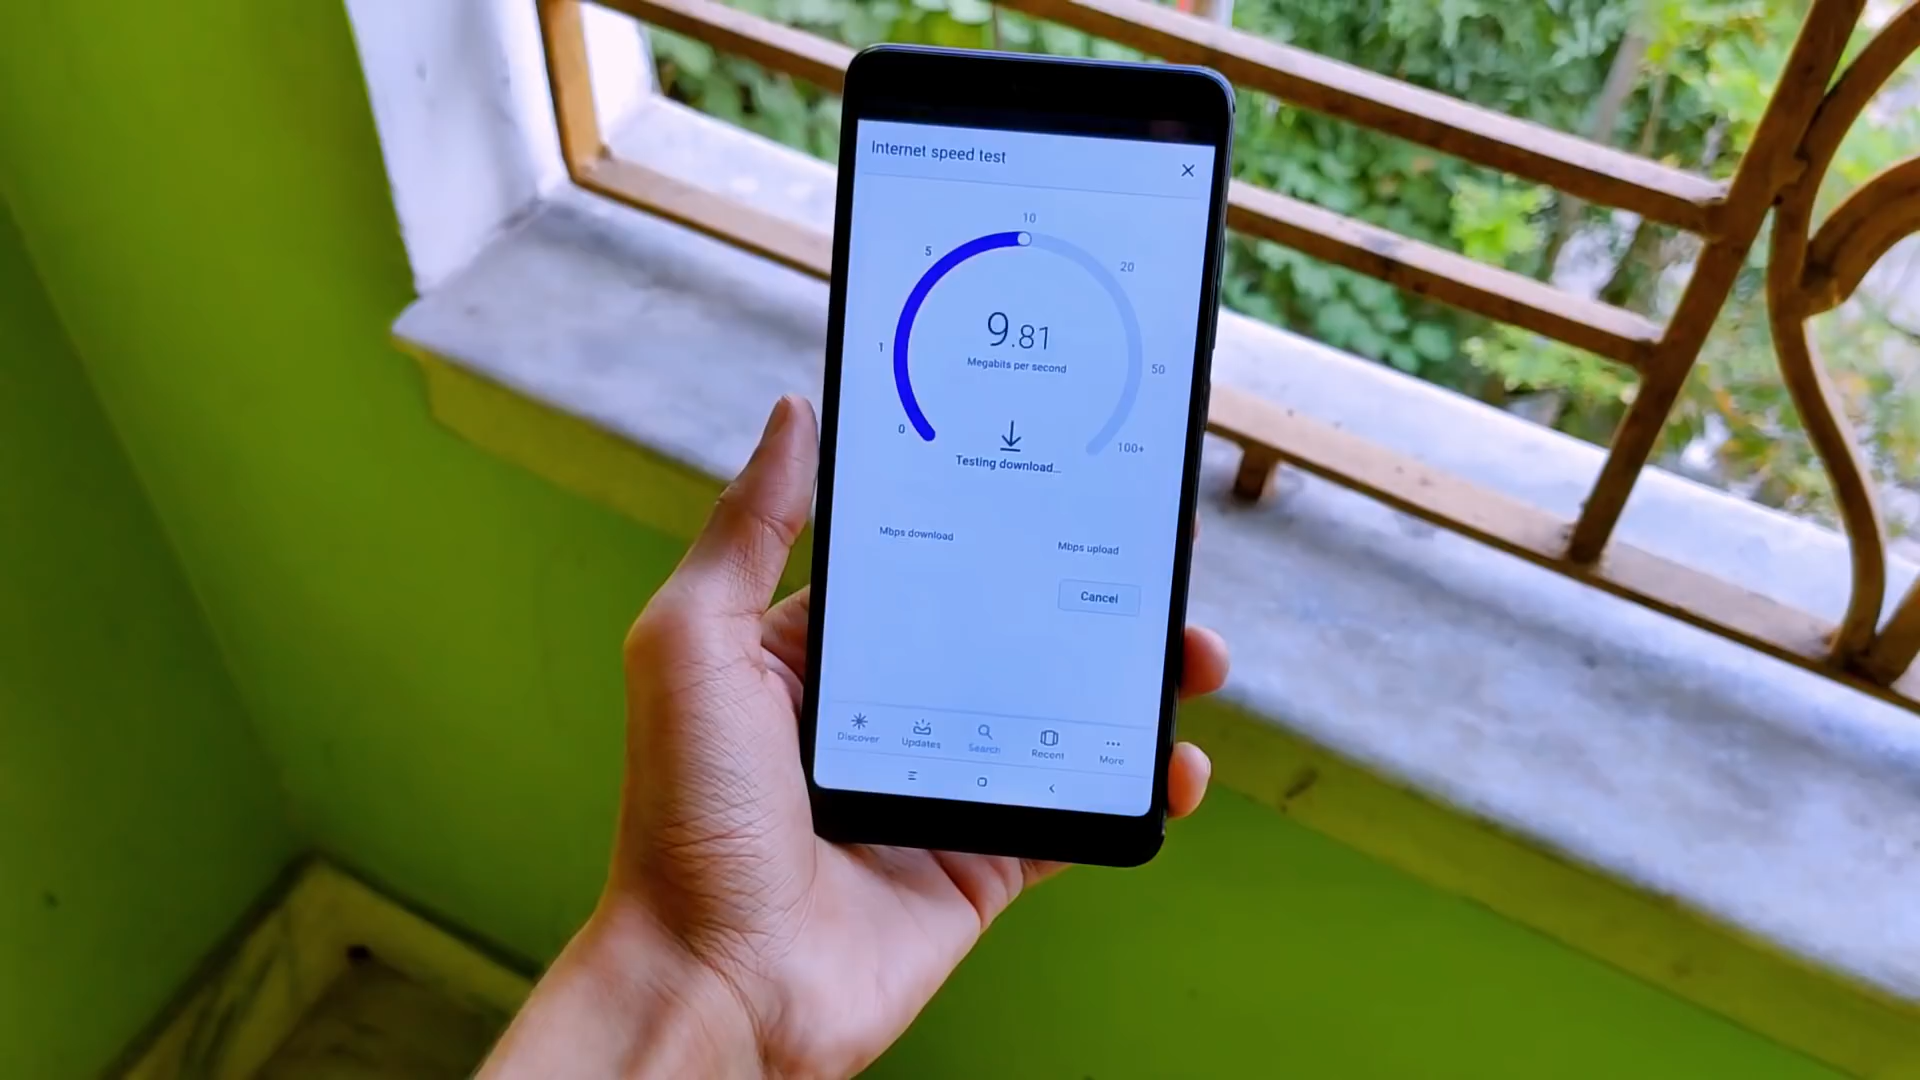 Internet speed test
10
5
20
9.81
1
Megabits per second
50
0
100+
Testing download...
Mbps download
Mbps upload
Cancel
Discover
Updates
Search
Recent
More